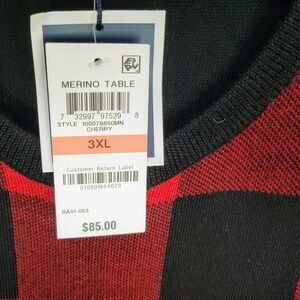 MERINO TABLE
7 32997 97539 8
STYLE 100078850MN
CHERRY
3XL
Customer Return Label
070891664029
BA01-003
$85.00